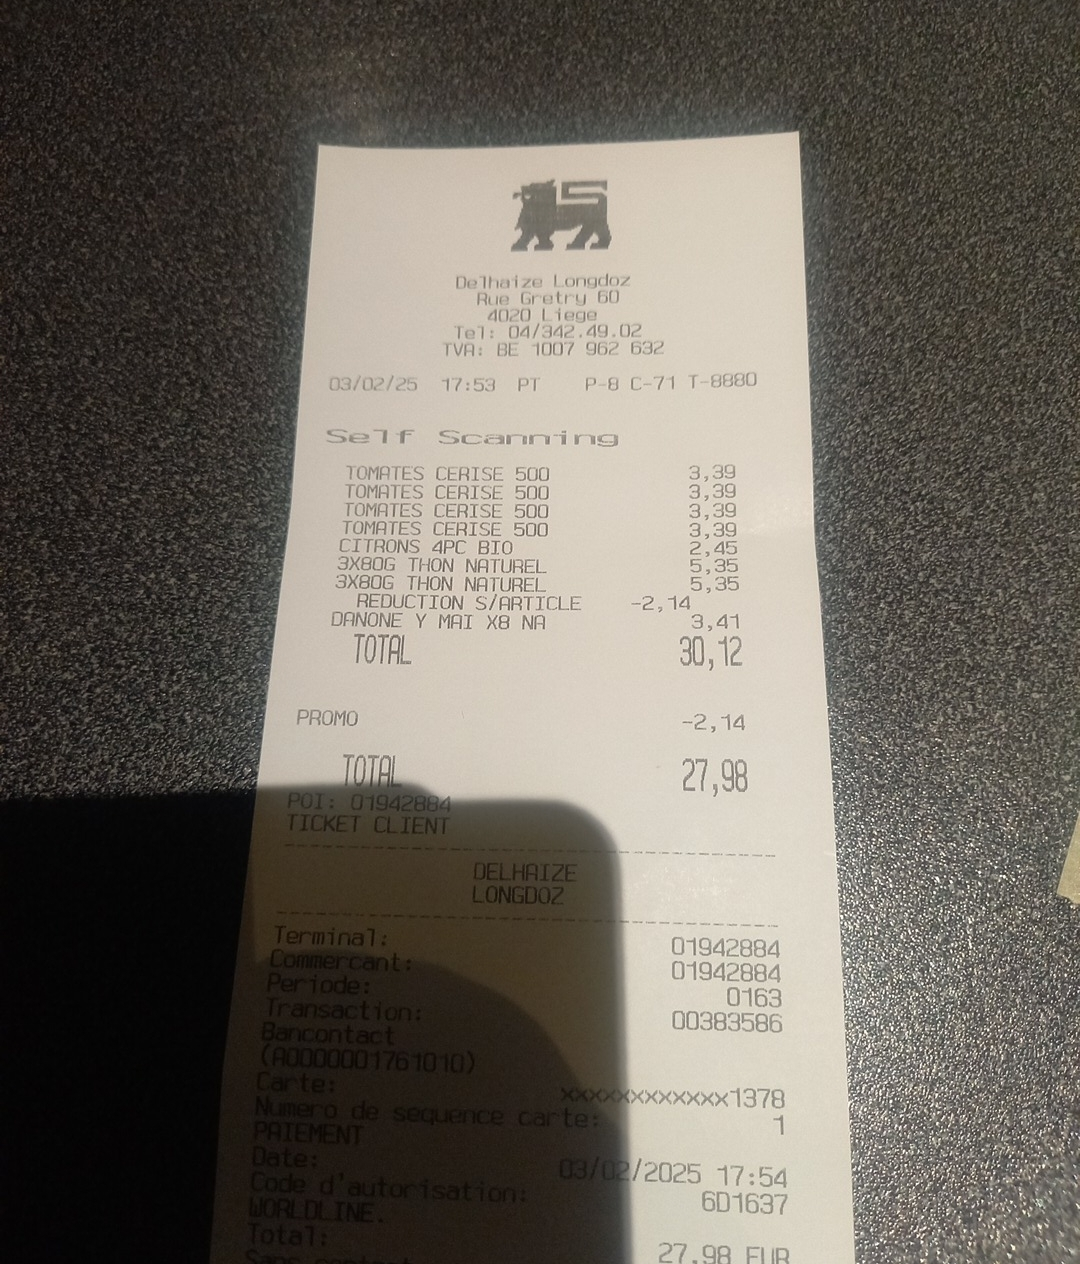 Delhaize Longdoz
Rue Gretry 60
4020 Liege
Tel: 04/342.49.02
TVA: BE 1007 962 632
03/02/25 17:53 PT P-8 C-71 T-8880
Self Scanning
TOMATES CERISE 500 3,39
TOMATES CERISE 500 3,39
TOMATES CERISE 500 3,39
TOMATES CERISE 500 3,39
CITRONS 4PC BIO 2,45
3X80G THON NATUREL 5,35
3X80G THON NATUREL 5,35
REDUCTION S/ARTICLE -2,14
DANONE Y MAI X8 NA 3,41
TOTAL 30,12
PROMO -2,14
TOTAL 27,98
POI: 01942884
TICKET CLIENT
DELHAIZE
LONGDOZ
Terminal: 01942884
Commercant: 01942884
Periode: 0163
Transaction: 00383586
Bancontact
(A0000001761010)
Carte: xxxxxxxxxxxxx1378
Numero de sequence carte: 1
PAIEMENT
Date: 03/02/2025 17:54
Code d'autorisation: 6D1637
WORLDLINE.
Total: 27.98 EUR
Sans